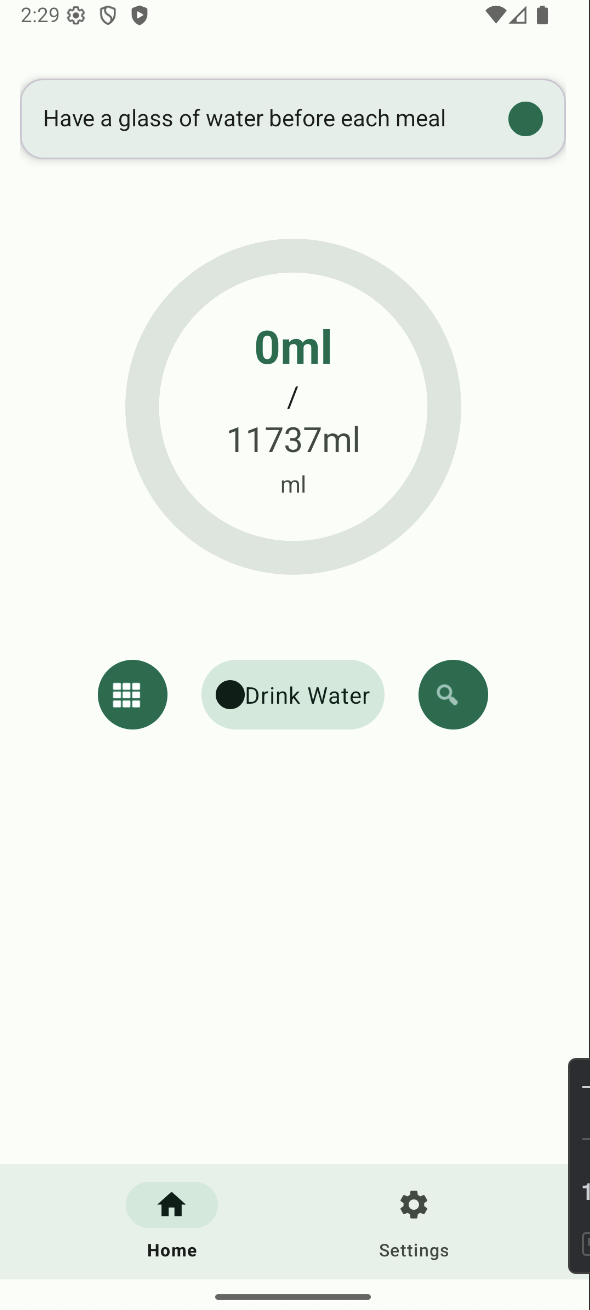 2:29
Have a glass of water before each meal
0ml
/
11737ml
ml
Drink Water
Home
Settings